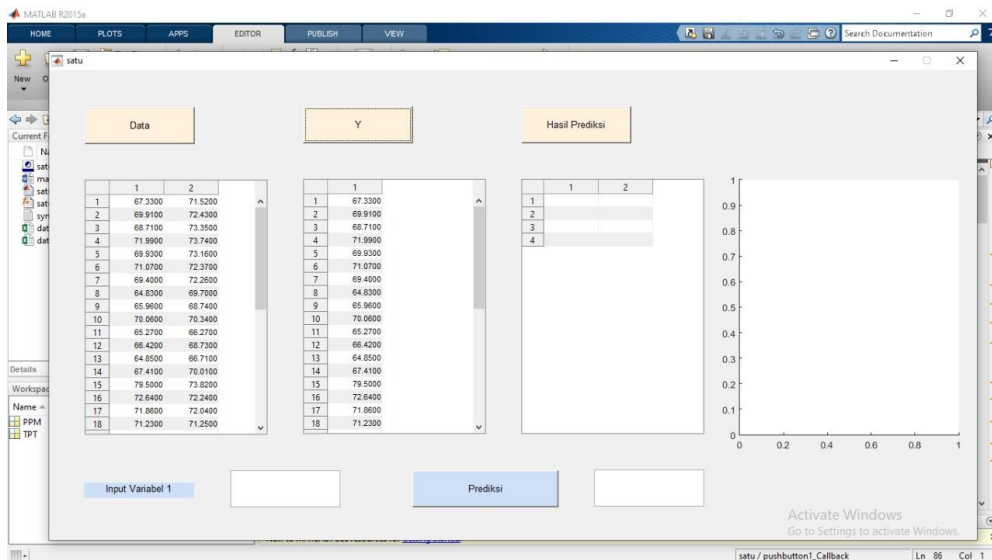 MATLAB R2015a
HOME PLOTS APPS EDITOR PUBLISH VIEW Search Documentation
New
satu
Data Y Hasil Prediksi
Current F
Na
sat
ma
sat
sat
syn
dat
dat
1 2 1 1 2
1 67.3300 71.5200 1 67.3300 1
2 69.9100 72.4300 2 69.9100 2
3 68.7100 73.3500 3 68.7100 3
4 71.9900 73.7400 4 71.9900 4
5 69.9300 73.1600 5 69.9300
6 71.0700 72.3700 6 71.0700
7 69.4000 72.2600 7 69.4000
8 64.8300 69.7000 8 64.8300
9 65.9600 68.7400 9 65.9600
10 70.0600 70.3400 10 70.0600
11 65.2700 66.2700 11 65.2700
12 66.4200 68.7300 12 66.4200
13 64.8500 66.7100 13 64.8500
14 67.4100 70.0100 14 67.4100
15 79.5000 73.8200 15 79.5000
16 72.6400 72.2400 16 72.6400
17 71.8600 72.0400 17 71.8600
18 71.2300 71.2500 18 71.2300
1
0.9
0.8
0.7
0.6
0.5
0.4
0.3
0.2
0.1
0
0 0.2 0.4 0.6 0.8 1
Details
Workspac
Name
PPM
TPT
Input Variabel 1 Prediksi
Activate Windows
Go to Settings to activate Windows.
satu / pushbutton1_Callback Ln 86 Col 1